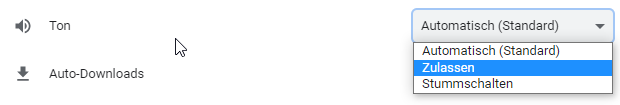 Ton
Automatisch (Standard)
Automatisch (Standard)
Zulassen
Auto-Downloads
Stummschalten